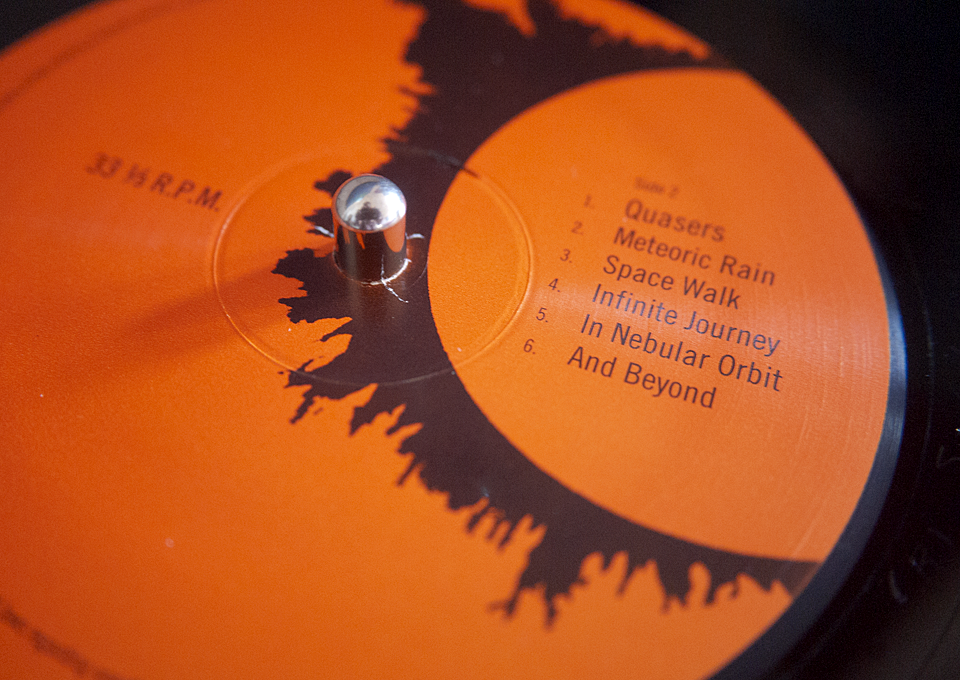 33 ⅓ R.P.M.
Side 2
1. Quasers
2. Meteoric Rain
3. Space Walk
4. Infinite Journey
5. In Nebular Orbit
6. And Beyond